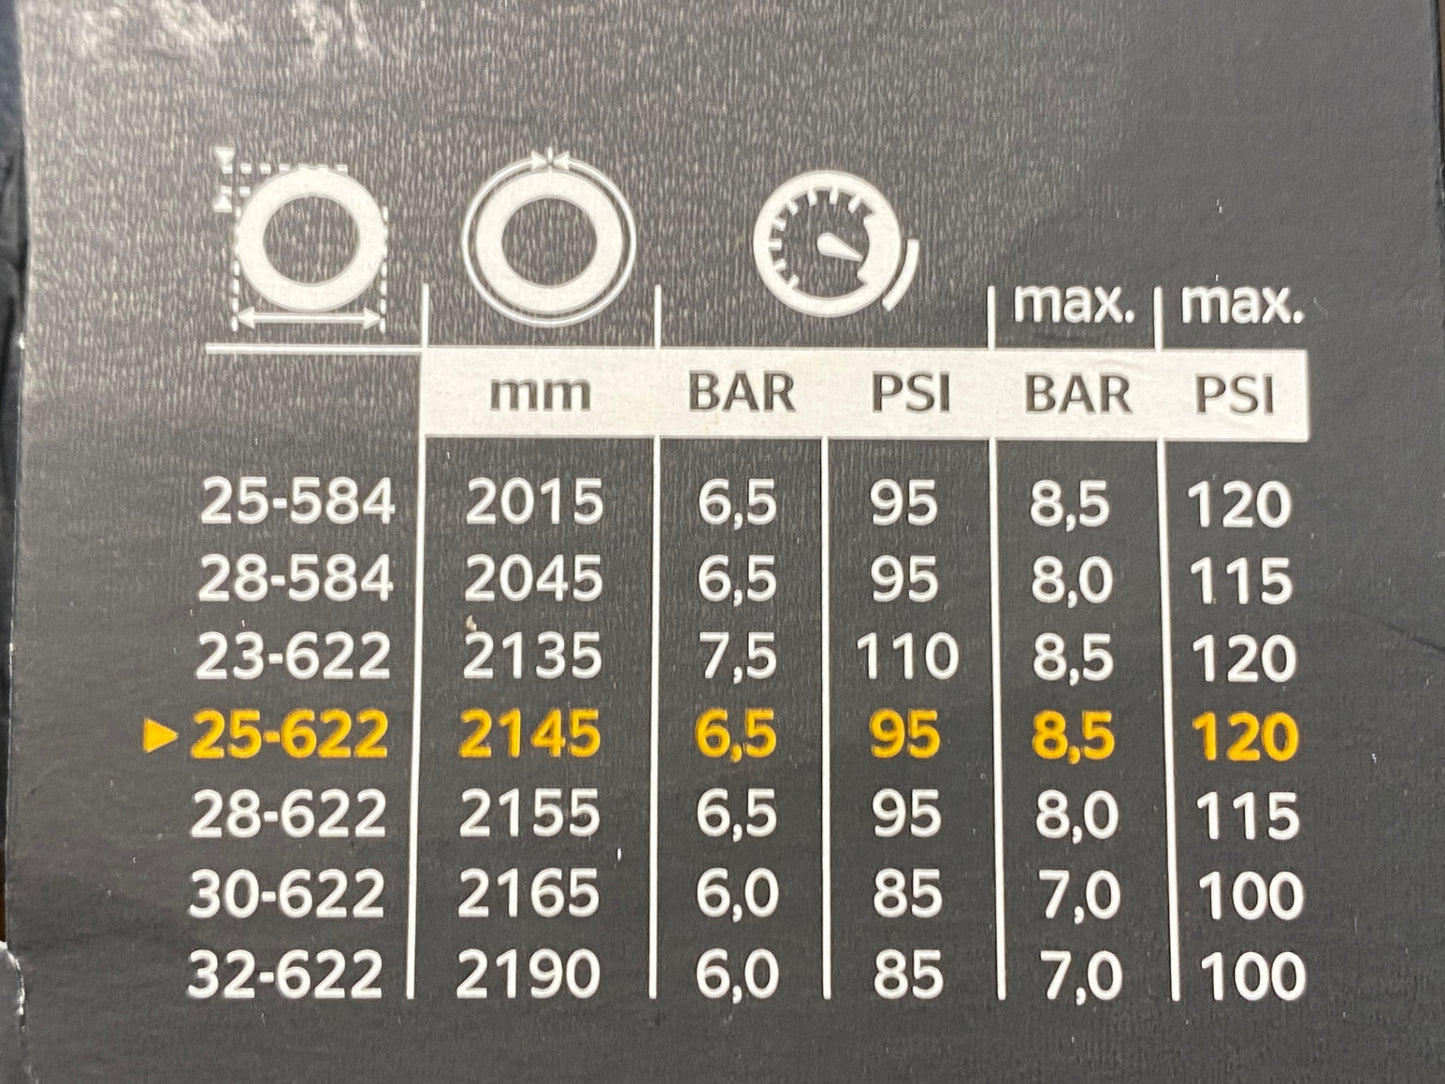 max. max.
mm BAR PSI BAR PSI
25-584 2015 6,5 95 8,5 120
28-584 2045 6,5 95 8,0 115
23-622 2135 7,5 110 8,5 120
25-622 2145 6,5 95 8,5 120
28-622 2155 6,5 95 8,0 115
30-622 2165 6,0 85 7,0 100
32-622 2190 6,0 85 7,0 100